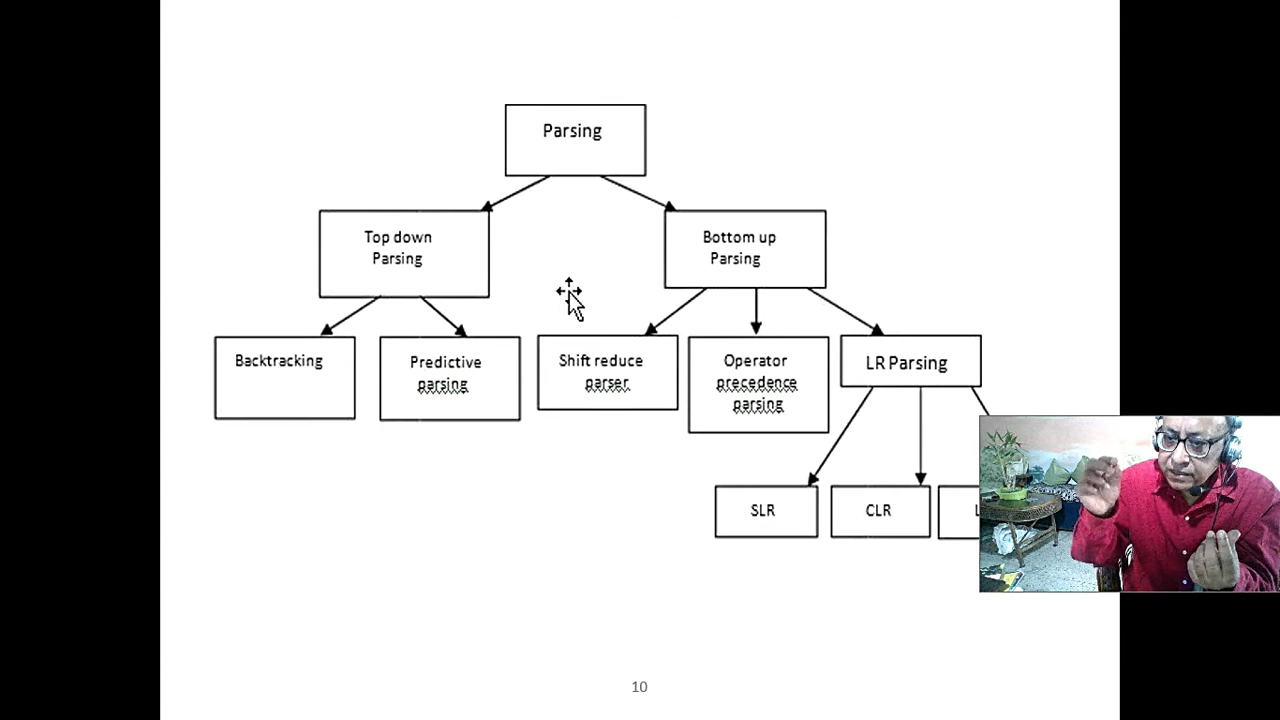 Parsing
Top down
Parsing
Bottom up
Parsing
Backtracking
Predictive
parsing
Shift reduce
parser
Operator
precedence
parsing
LR Parsing
SLR
CLR
10